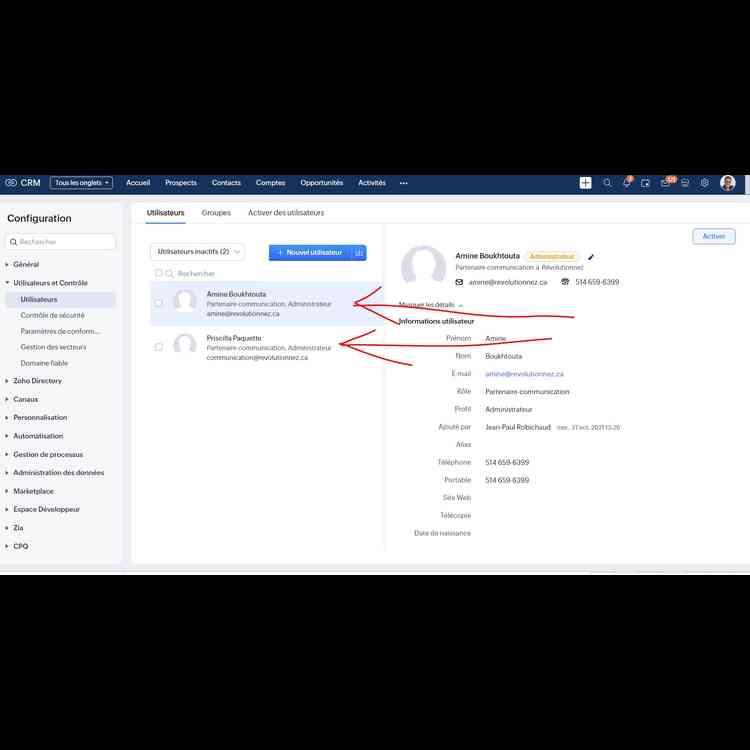 CRM Tous les onglets Accueil Prospects Contacts Comptes Opportunités Activités •••
Configuration
Rechercher
Général
Utilisateurs et Contrôle
Utilisateurs
Contrôle de sécurité
Paramètres de conform...
Gestion des secteurs
Domaine fiable
Zoho Directory
Canaux
Personnalisation
Automatisation
Gestion de processus
Administration des données
Marketplace
Espace Développeur
Zia
CPQ
Utilisateurs Groupes Activer des utilisateurs
Utilisateurs inactifs (2) + Nouvel utilisateur
Rechercher
Amine Boukhtouta
Partenaire-communication, Administrateur
amine@revolutionnez.ca
Priscilla Paquette
Partenaire-communication, Administrateur
communication@revolutionnez.ca
Activer
Amine Boukhtouta Administrateur
Partenaire-communication à Révolutionnez
amine@revolutionnez.ca 514 659-6399
Masquer les détails
Informations utilisateur
Prénom Amine
Nom Boukhtouta
E-mail amine@revolutionnez.ca
Rôle Partenaire-communication
Profil Administrateur
Ajouté par Jean-Paul Robichaud mer., 27 oct. 2021 13:20
Alias
Téléphone 514 659-6399
Portable 514 659-6399
Site Web
Télécopie
Date de naissance